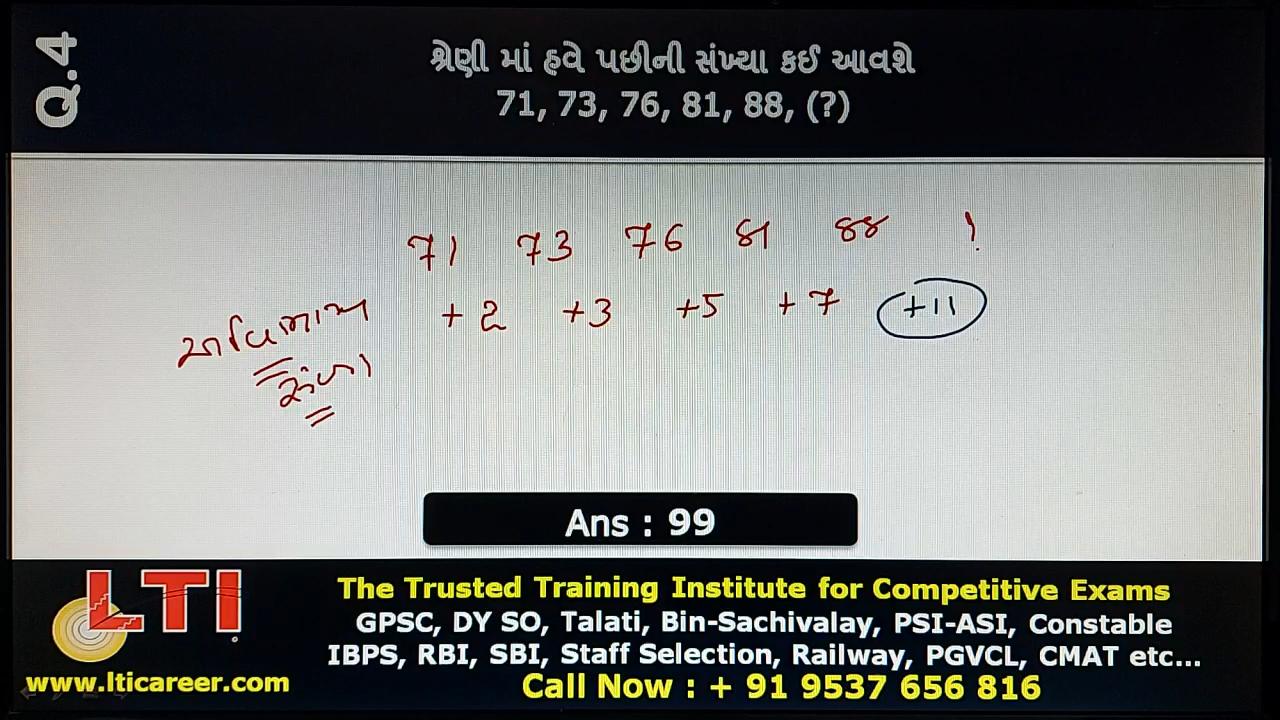 Q.4
શ્રેણી માં હવે પછીની સંખ્યા કઈ આવશે
71, 73, 76, 81, 88, (?)
71 73 76 81 88 ?
+2 +3 +5 +7 +11
અવિભાજ્ય
સંખ્યા
Ans : 99
LTI
The Trusted Training Institute for Competitive Exams
GPSC, DY SO, Talati, Bin-Sachivalay, PSI-ASI, Constable
IBPS, RBI, SBI, Staff Selection, Railway, PGVCL, CMAT etc...
www.lticareer.com
Call Now : + 91 9537 656 816